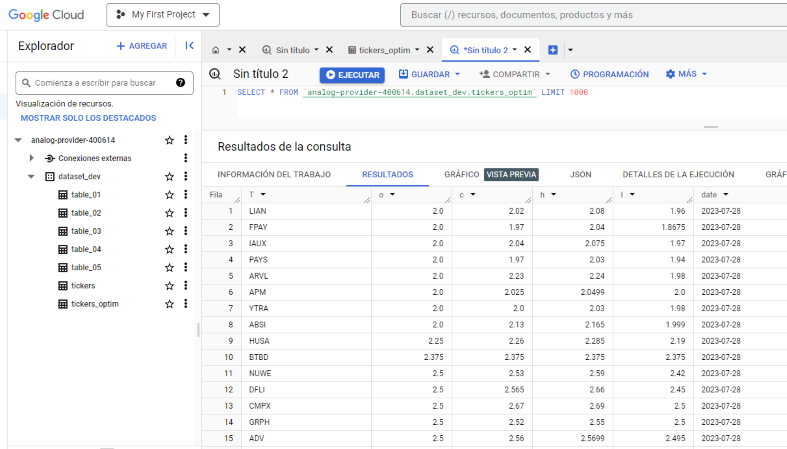 Google Cloud
My First Project
Buscar (/) recursos, documentos, productos y más
Explorador
+ AGREGAR
Sin título
tickers_optim
*Sin título 2
Sin título 2
EJECUTAR
GUARDAR
COMPARTIR
PROGRAMACIÓN
MÁS
Comienza a escribir para buscar
Visualización de recursos.
MOSTRAR SOLO LOS DESTACADOS
analog-provider-400614
Conexiones externas
dataset_dev
table_01
table_02
table_03
table_04
table_05
tickers
tickers_optim
1 SELECT * FROM `analog-provider-400614.dataset_dev.tickers_optim` LIMIT 1000
Resultados de la consulta
INFORMACIÓN DEL TRABAJO RESULTADOS GRÁFICO VISTA PREVIA JSON DETALLES DE LA EJECUCIÓN GRÁF
Fila T o c h l date
1 LIAN 2.0 2.02 2.08 1.96 2023-07-28
2 FPAY 2.0 1.97 2.04 1.8675 2023-07-28
3 IAUX 2.0 2.04 2.075 1.97 2023-07-28
4 PAYS 2.0 1.97 2.03 1.94 2023-07-28
5 ARVL 2.0 2.23 2.24 1.98 2023-07-28
6 APM 2.0 2.025 2.0499 2.0 2023-07-28
7 YTRA 2.0 2.0 2.03 1.98 2023-07-28
8 ABSI 2.0 2.13 2.165 1.999 2023-07-28
9 HUSA 2.25 2.26 2.285 2.19 2023-07-28
10 BTBD 2.375 2.375 2.375 2.375 2023-07-28
11 NUWE 2.5 2.53 2.59 2.42 2023-07-28
12 DFLI 2.5 2.565 2.66 2.45 2023-07-28
13 CMPX 2.5 2.67 2.69 2.5 2023-07-28
14 GRPH 2.5 2.52 2.55 2.5 2023-07-28
15 ADV 2.5 2.56 2.5699 2.495 2023-07-28